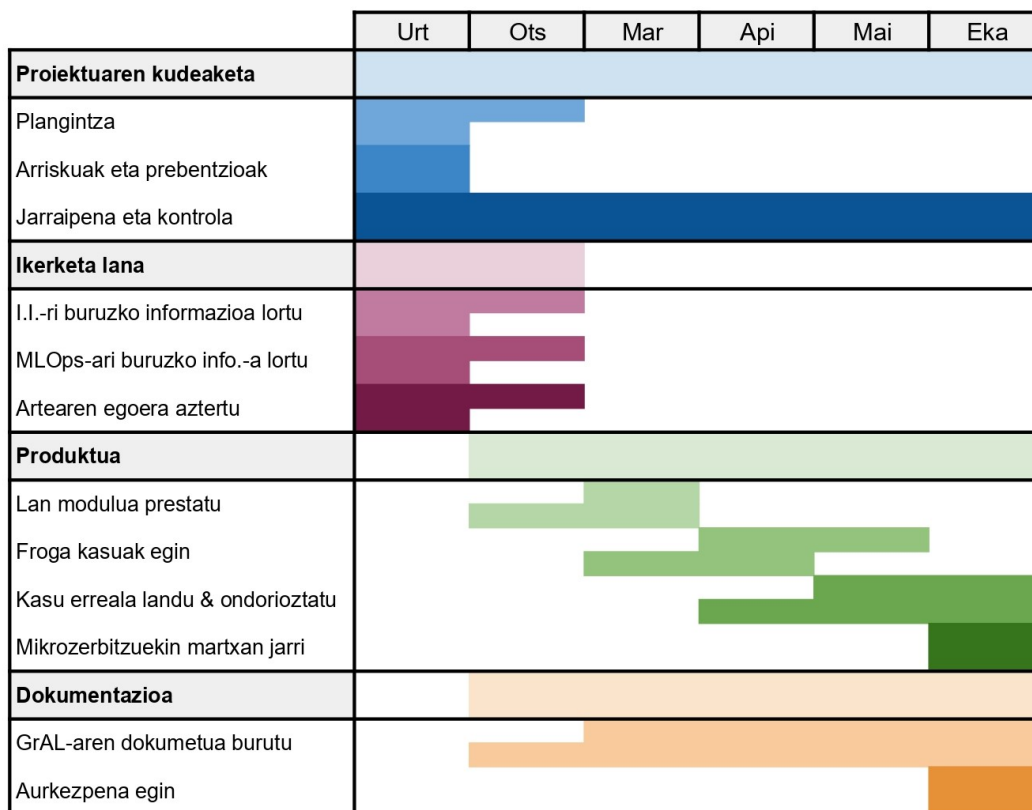 Urt Ots Mar Api Mai Eka
Proiektuaren kudeaketa
Plangintza
Arriskuak eta prebentzioak
Jarraipena eta kontrola
Ikerketa lana
I.I.-ri buruzko informazioa lortu
MLOps-ari buruzko info.-a lortu
Artearen egoera aztertu
Produktua
Lan modulua prestatu
Froga kasuak egin
Kasu erreala landu & ondorioztatu
Mikrozerbitzuekin martxan jarri
Dokumentazioa
GrAL-aren dokumetua burutu
Aurkezpena egin